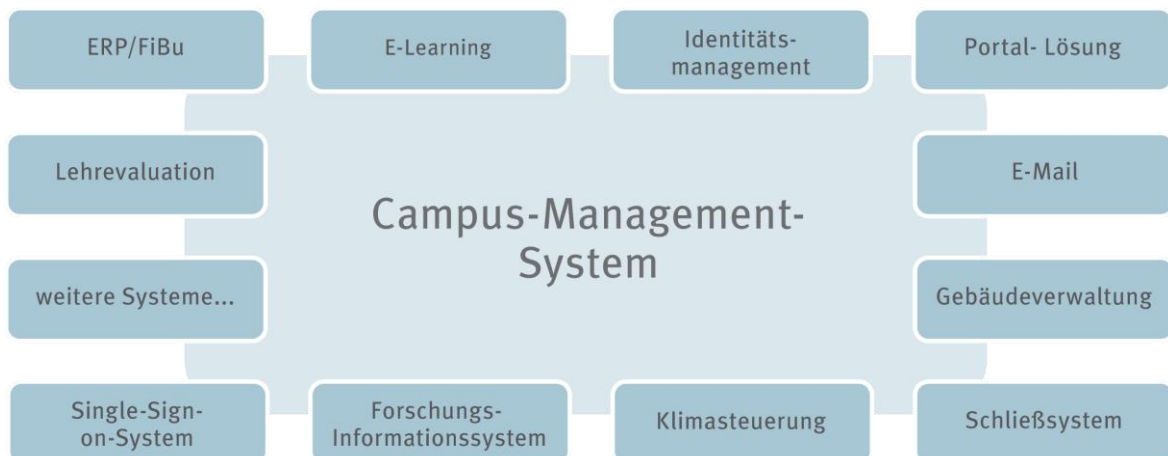 ERP/FiBu
E-Learning
Identitäts-
management
Portal- Lösung
Lehrevaluation
E-Mail
Campus-Management-
System
weitere Systeme...
Gebäudeverwaltung
Single-Sign-
on-System
Forschungs-
Informationssystem
Klimasteuerung
Schließsystem